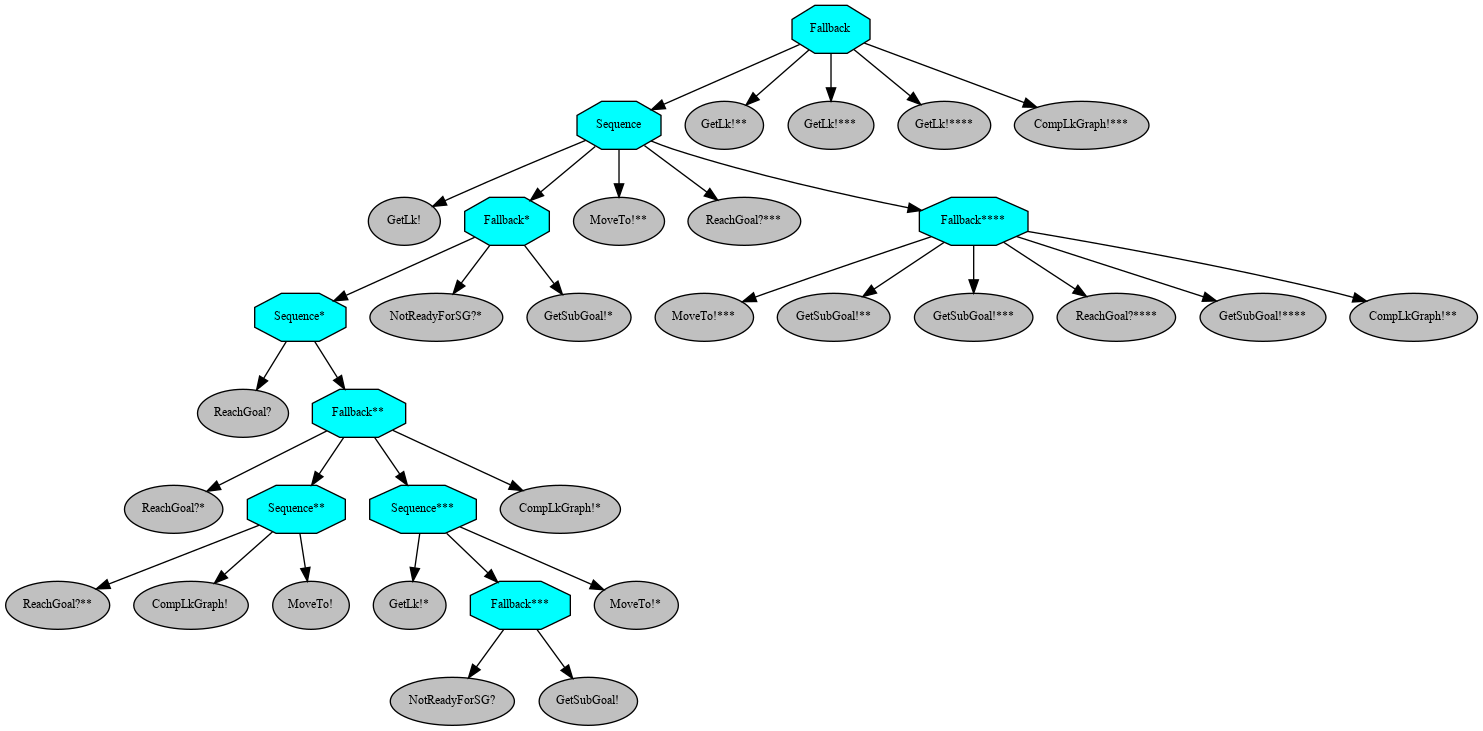 Fallback
Sequence
GetLk!**
GetLk!***
GetLk!****
CompLkGraph!***
GetLk!
Fallback*
MoveTo!**
ReachGoal?***
Fallback****
Sequence*
NotReadyForSG?*
GetSubGoal!*
MoveTo!***
GetSubGoal!**
GetSubGoal!***
ReachGoal?****
GetSubGoal!****
CompLkGraph!**
ReachGoal?
Fallback**
ReachGoal?*
Sequence**
Sequence***
CompLkGraph!*
ReachGoal?**
CompLkGraph!
MoveTo!
GetLk!*
Fallback***
MoveTo!*
NotReadyForSG?
GetSubGoal!